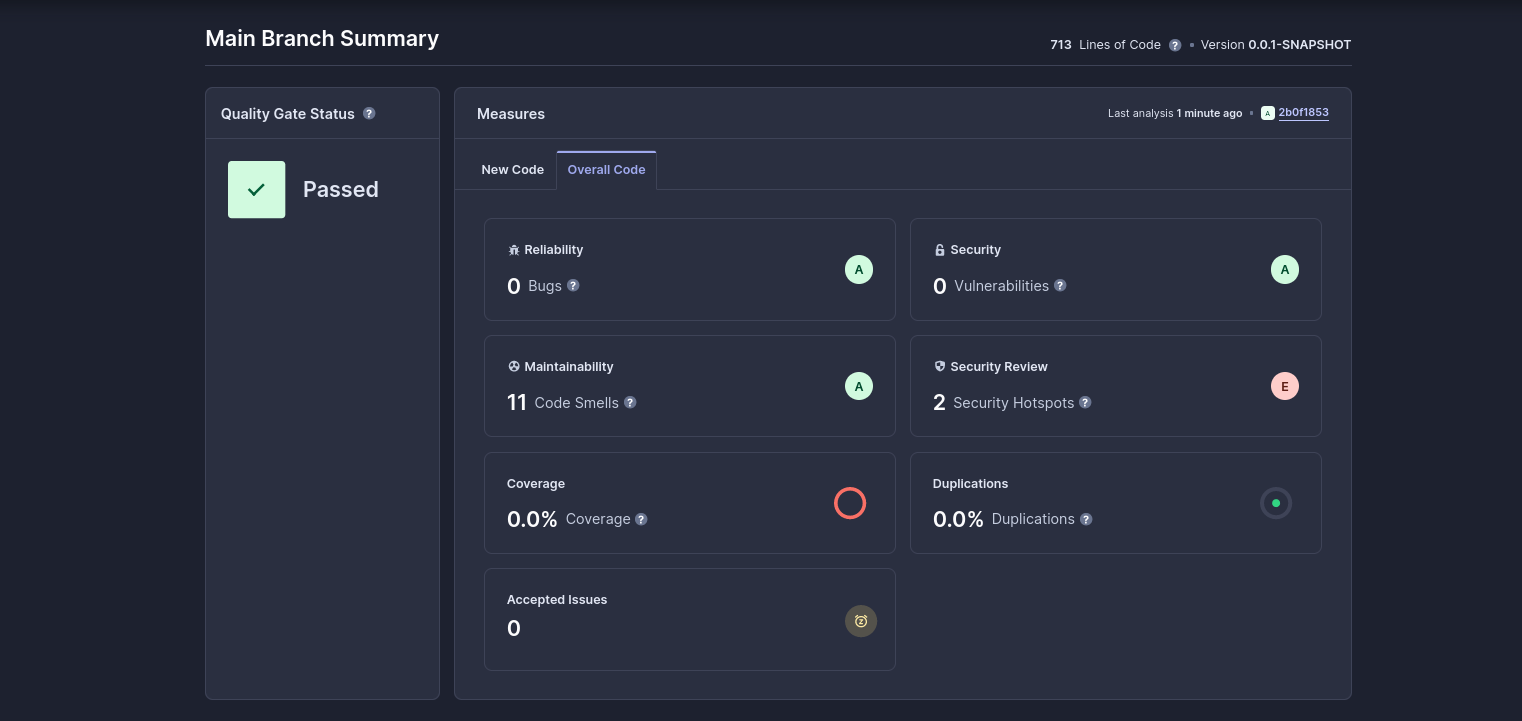 Main Branch Summary
713 Lines of Code ? Version 0.0.1-SNAPSHOT
Quality Gate Status ?
Passed
Measures
Last analysis 1 minute ago A 2b0f1853
New Code Overall Code
Reliability
0 Bugs ?
A
Security
0 Vulnerabilities ?
A
Maintainability
11 Code Smells ?
A
Security Review
2 Security Hotspots ?
E
Coverage
0.0% Coverage ?
Duplications
0.0% Duplications ?
Accepted Issues
0